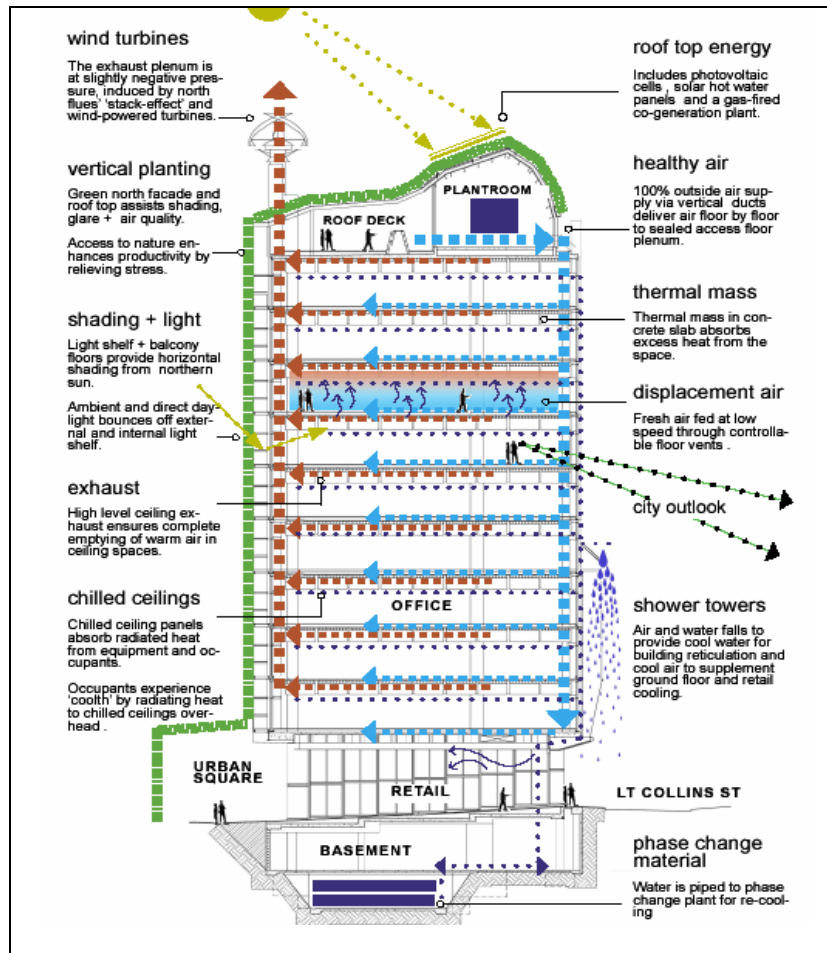 wind turbines
The exhaust plenum is
at slightly negative pres-
sure, induced by north
flues' 'stack-effect' and
wind-powered turbines.
vertical planting
Green north facade and
roof top assists shading,
glare + air quality.
Access to nature en-
hances productivity by
relieving stress.
shading + light
Light shelf + balcony
floors provide horizontal
shading from northern
sun.
Ambient and direct day-
light bounces off exter-
nal and internal light
shelf.
exhaust
High level ceiling ex-
haust ensures complete
emptying of warm air in
ceiling spaces.
chilled ceilings
Chilled ceiling panels
absorb radiated heat
from equipment and oc-
cupants.
Occupants experience
'coolth' by radiating heat
to chilled ceilings over-
head .
PLANTROOM
ROOF DECK
OFFICE
URBAN
SQUARE
RETAIL
LT COLLINS ST
BASEMENT
roof top energy
Includes photovoltaic
cells , solar hot water
panels and a gas-fired
co-generation plant.
healthy air
100% outside air sup-
ply via vertical ducts
deliver air floor by floor
to sealed access floor
plenum.
thermal mass
Thermal mass in con-
crete slab absorbs
excess heat from the
space.
displacement air
Fresh air fed at low
speed through controlla-
ble floor vents .
city outlook
shower towers
Air and water falls to
provide cool water for
building reticulation and
cool air to supplement
ground floor and retail
cooling.
phase change
material
Water is piped to phase
change plant for re-cool-
ing